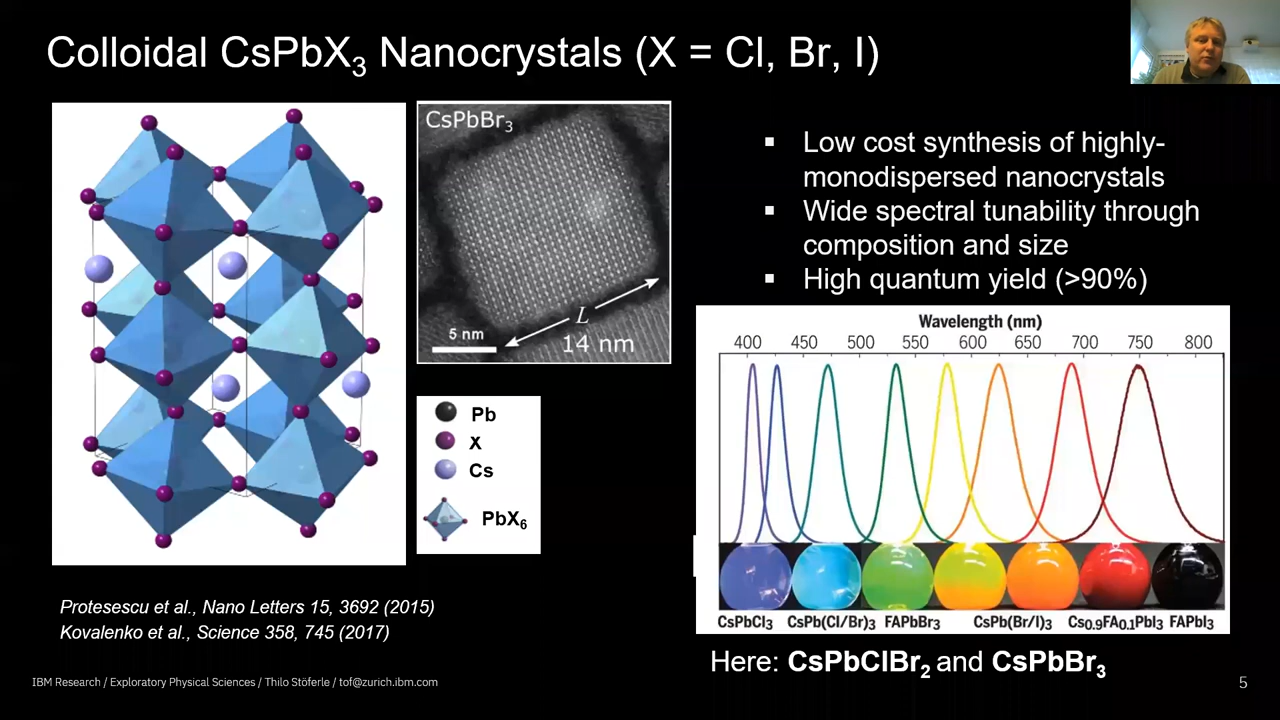 Colloidal CsPbX₃ Nanocrystals (X = Cl, Br, I)
CsPbBr₃
5 nm
L
14 nm
Pb
X
Cs
PbX₆
▪ Low cost synthesis of highly-
monodispersed nanocrystals
▪ Wide spectral tunability through
composition and size
▪ High quantum yield (>90%)
Wavelength (nm)
400 450 500 550 600 650 700 750 800
CsPbCl₃ CsPb(Cl/Br)₃ FAPbBr₃ CsPb(Br/I)₃ Cs₀.₉FA₀.₁PbI₃ FAPbI₃
Here: CsPbClBr₂ and CsPbBr₃
Protesescu et al., Nano Letters 15, 3692 (2015)
Kovalenko et al., Science 358, 745 (2017)
IBM Research / Exploratory Physical Sciences / Thilo Stöferle / tof@zurich.ibm.com
5